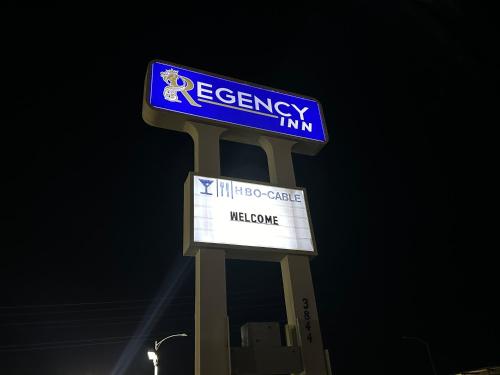 REGENCY
INN
HBO-CABLE
WELCOME
3844